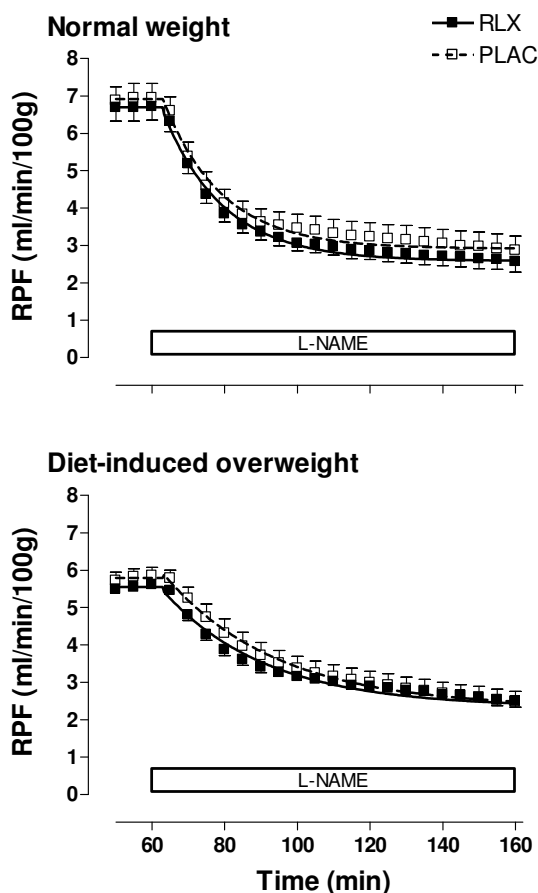 Normal weight
RLX
PLAC
8
7
6
5
4
3
2
1
0
RPF (ml/min/100g)
L-NAME
Diet-induced overweight
8
7
6
5
4
3
2
1
0
RPF (ml/min/100g)
L-NAME
60 80 100 120 140 160
Time (min)